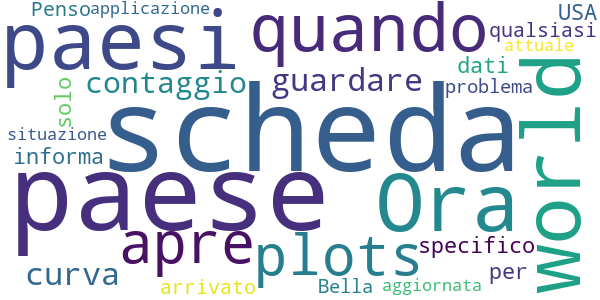 Penso
applicazione
USA
paesi
quando
qualsiasi
attuale
contaggio
guardare
dati
problema
solo
scheda
world
situazione
informa
paese
Ora
apre
plots
specifico
curva
per
arrivato
Bella
aggiornata